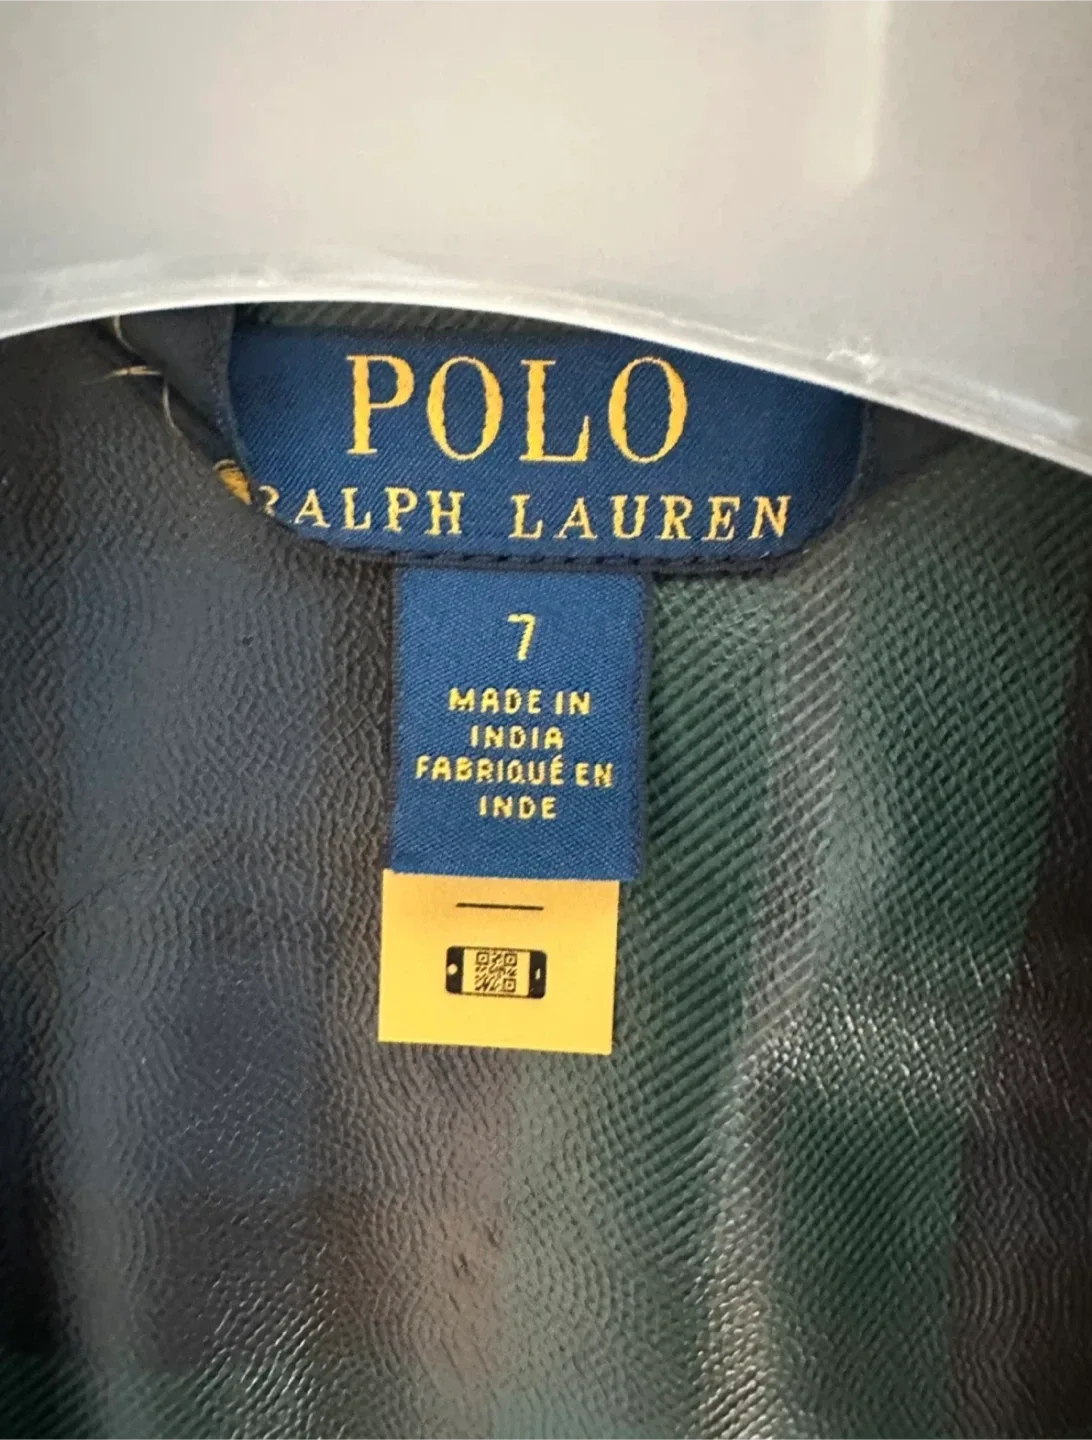 POLO
RALPH LAUREN
7
MADE IN
INDIA
FABRIQUÉ EN
INDE